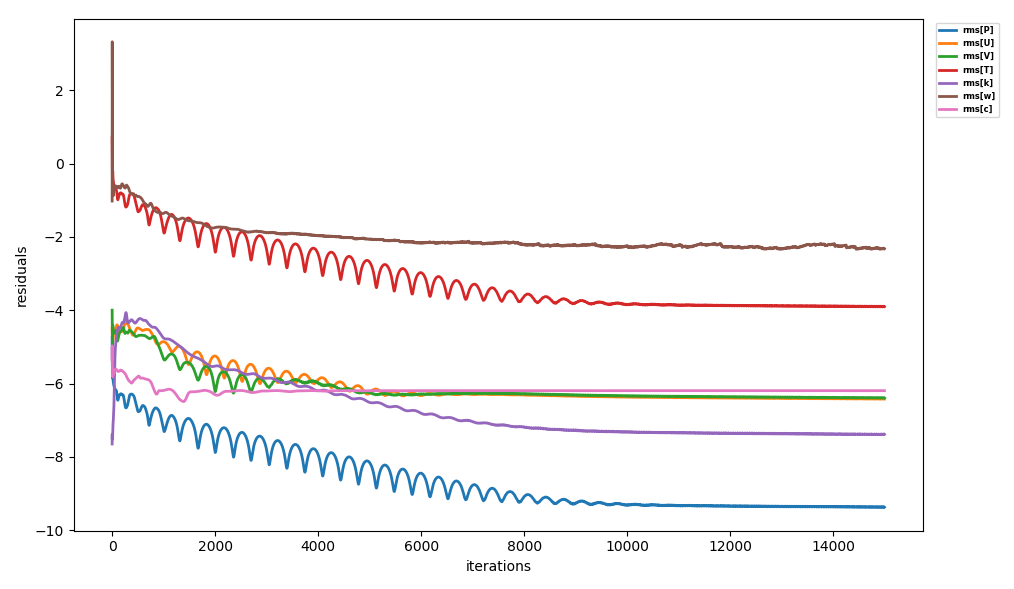 residuals
2
0
−2
−4
−6
−8
−10
0 2000 4000 6000 8000 10000 12000 14000
iterations
rms[P]
rms[U]
rms[V]
rms[T]
rms[k]
rms[w]
rms[c]